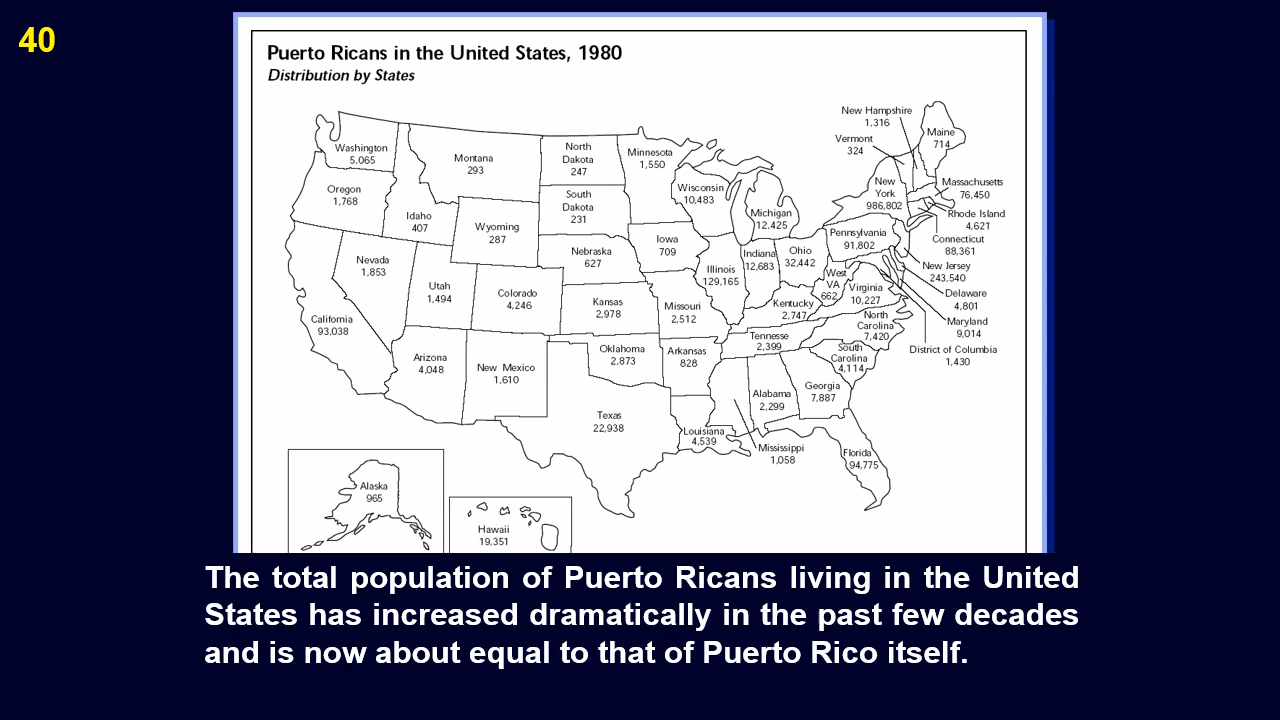 40
Puerto Ricans in the United States, 1980
Distribution by States
New Hampshire
1,316
Vermont
324
Maine
714
Washington
5,065
Montana
293
North
Dakota
247
Minnesota
1,550
Oregon
1,768
Idaho
407
Wyoming
287
South
Dakota
231
Wisconsin
10,483
Michigan
12,425
New
York
986,802
Massachusetts
76,450
Rhode Island
4,621
Connecticut
88,361
New Jersey
243,540
Delaware
4,801
Maryland
9,014
District of Columbia
1,430
Nevada
1,853
Utah
1,494
Colorado
4,246
Nebraska
627
Iowa
709
Illinois
129,165
Indiana
12,683
Ohio
32,442
Pennsylvania
91,802
West
VA
662
Virginia
10,227
California
93,038
Arizona
4,048
New Mexico
1,610
Kansas
2,978
Missouri
2,512
Kentucky
2,747
North
Carolina
7,420
Tennesse
2,399
South
Carolina
4,114
Oklahoma
2,873
Arkansas
828
Texas
22,938
Louisiana
4,539
Mississippi
1,058
Alabama
2,299
Georgia
7,887
Florida
94,775
Alaska
965
Hawaii
19,351
The total population of Puerto Ricans living in the United
States has increased dramatically in the past few decades
and is now about equal to that of Puerto Rico itself.